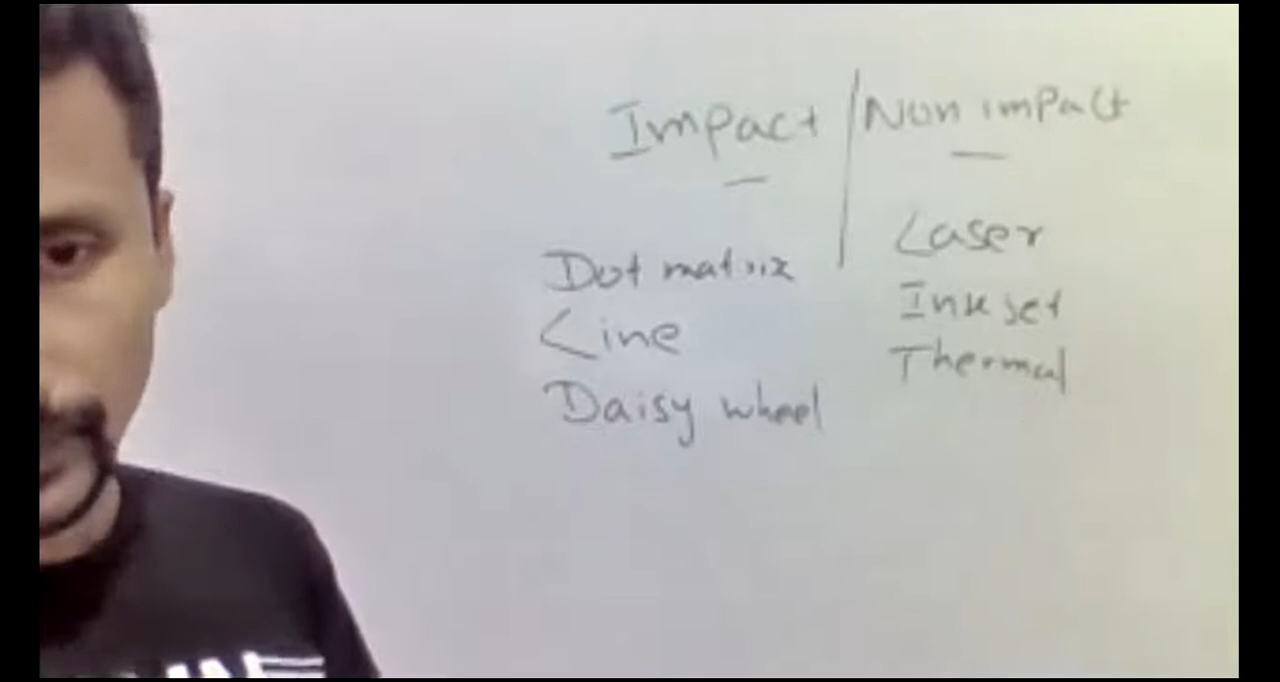 Impact / Non impact
Dot matrix
Line
Daisy wheel
Laser
Inkjet
Thermal